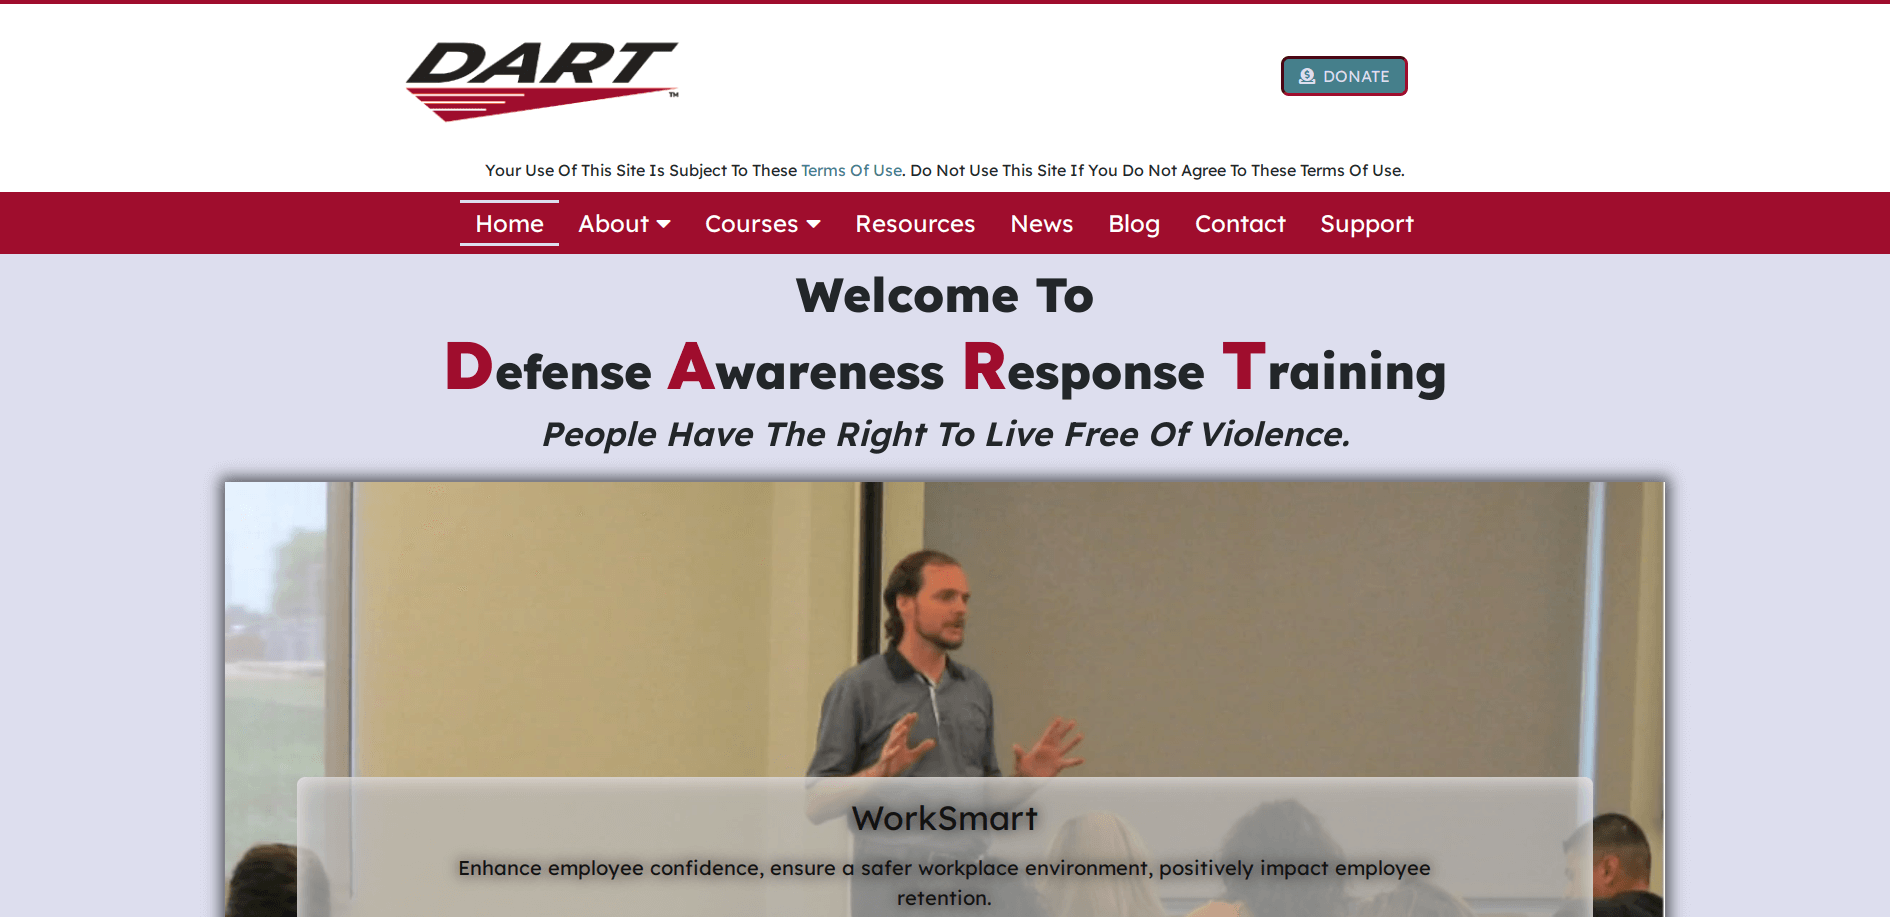 DART
TM
DONATE
Your Use Of This Site Is Subject To These Terms Of Use. Do Not Use This Site If You Do Not Agree To These Terms Of Use.
Home About Courses Resources News Blog Contact Support
Welcome To
Defense Awareness Response Training
People Have The Right To Live Free Of Violence.
WorkSmart
Enhance employee confidence, ensure a safer workplace environment, positively impact employee
retention.